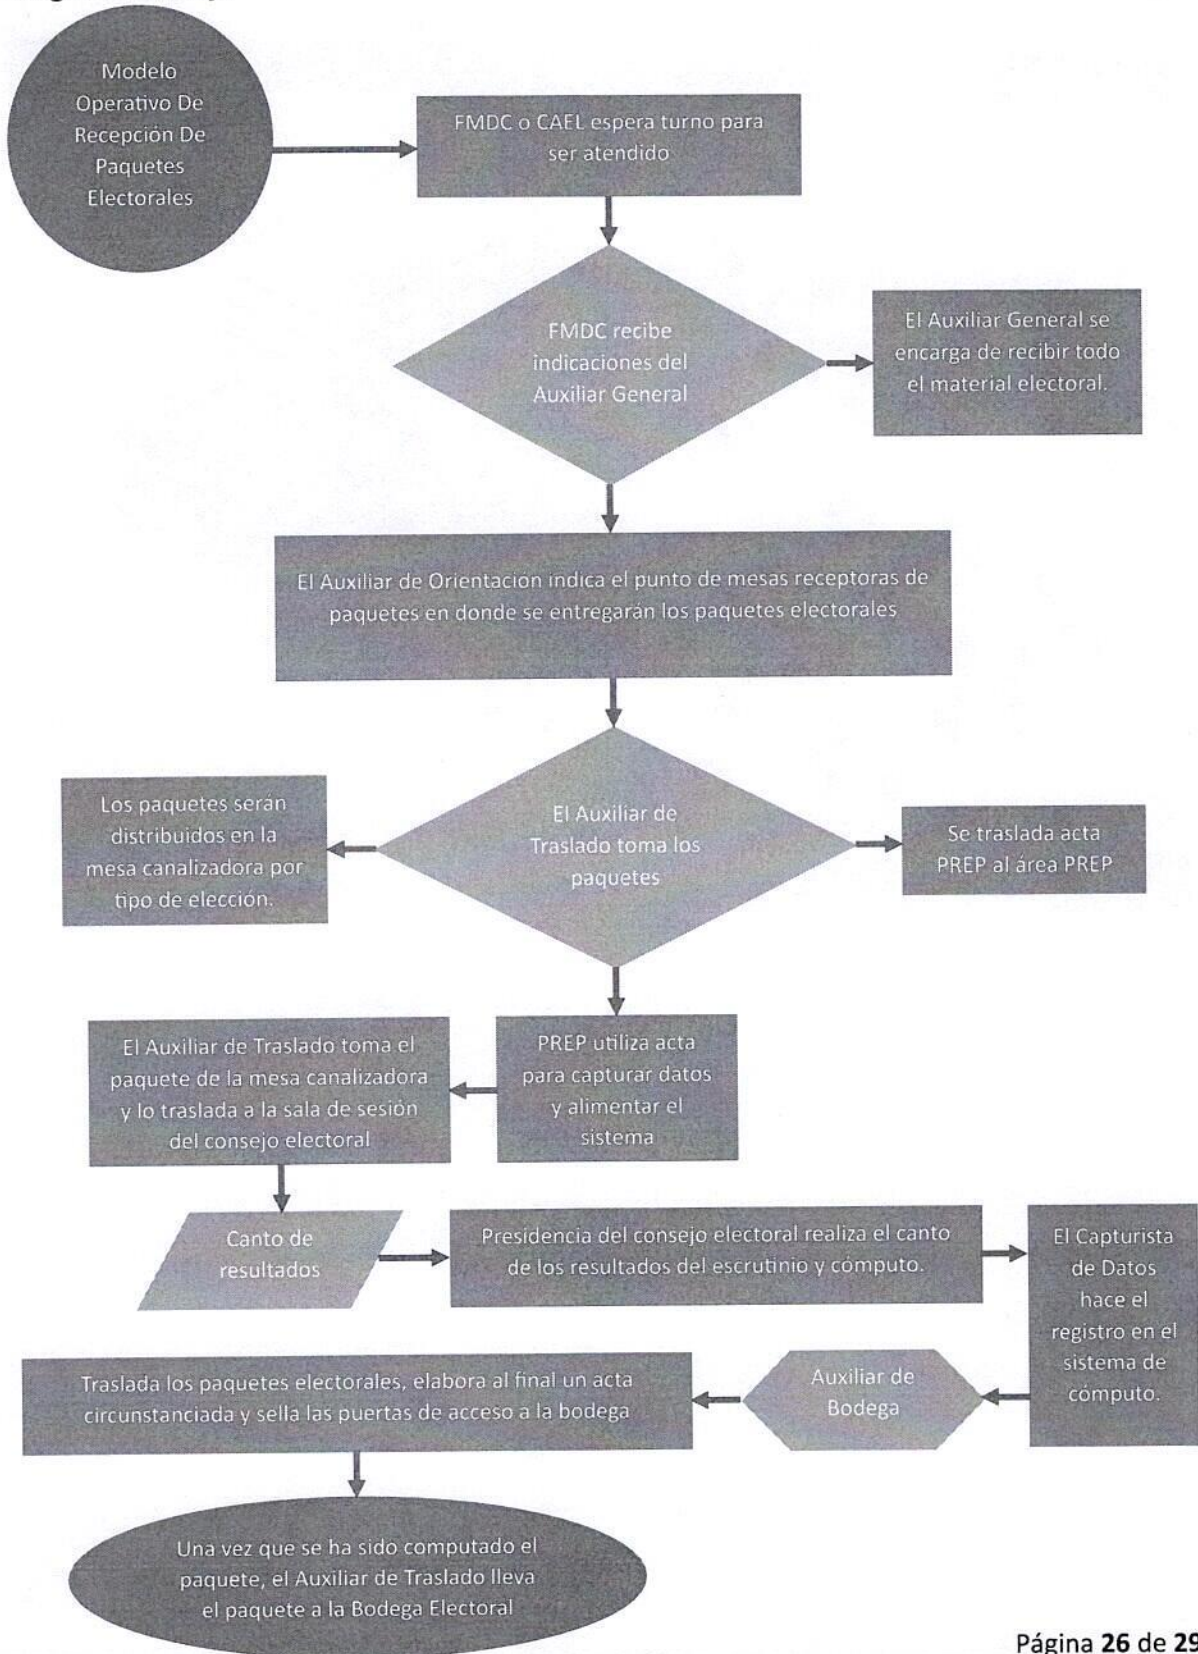 Modelo
Operativo De
Recepción De
Paquetes
Electorales
FMDC o CAEL espera turno para
ser atendido
FMDC recibe
indicaciones del
Auxiliar General
El Auxiliar General se
encarga de recibir todo
el material electoral.
El Auxiliar de Orientación indica el punto de mesas receptoras de
paquetes en donde se entregarán los paquetes electorales
Los paquetes serán
distribuidos en la
mesa canalizadora por
tipo de elección.
El Auxiliar de
Traslado toma los
paquetes
Se traslada acta
PREP al área PREP
El Auxiliar de Traslado toma el
paquete de la mesa canalizadora
y lo traslada a la sala de sesión
del consejo electoral
PREP utiliza acta
para capturar datos
y alimentar el
sistema
Canto de
resultados
Presidencia del consejo electoral realiza el canto
de los resultados del escrutinio y cómputo.
El Capturista
de Datos
hace el
registro en el
sistema de
cómputo.
Auxiliar de
Bodega
Traslada los paquetes electorales, elabora al final un acta
circunstanciada y sella las puertas de acceso a la bodega
Una vez que se ha sido computado el
paquete, el Auxiliar de Traslado lleva
el paquete a la Bodega Electoral
Página 26 de 29